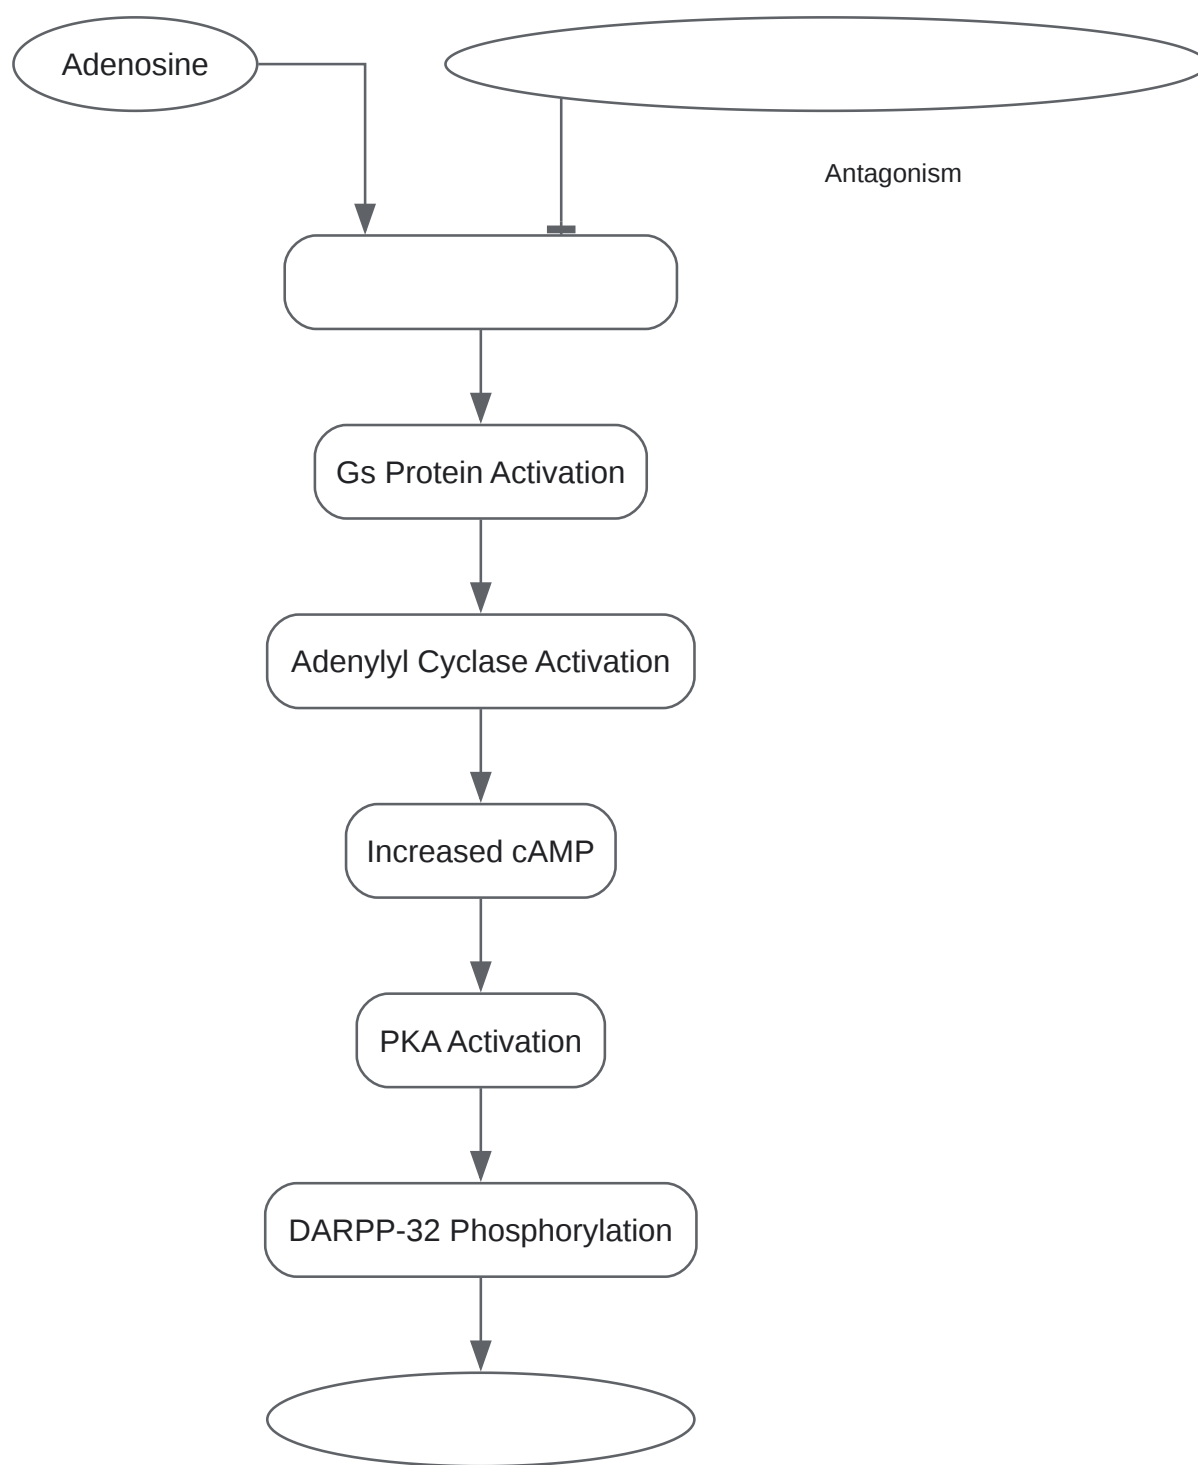 Adenosine
Antagonism
Gs Protein Activation
Adenylyl Cyclase Activation
Increased cAMP
PKA Activation
DARPP-32 Phosphorylation